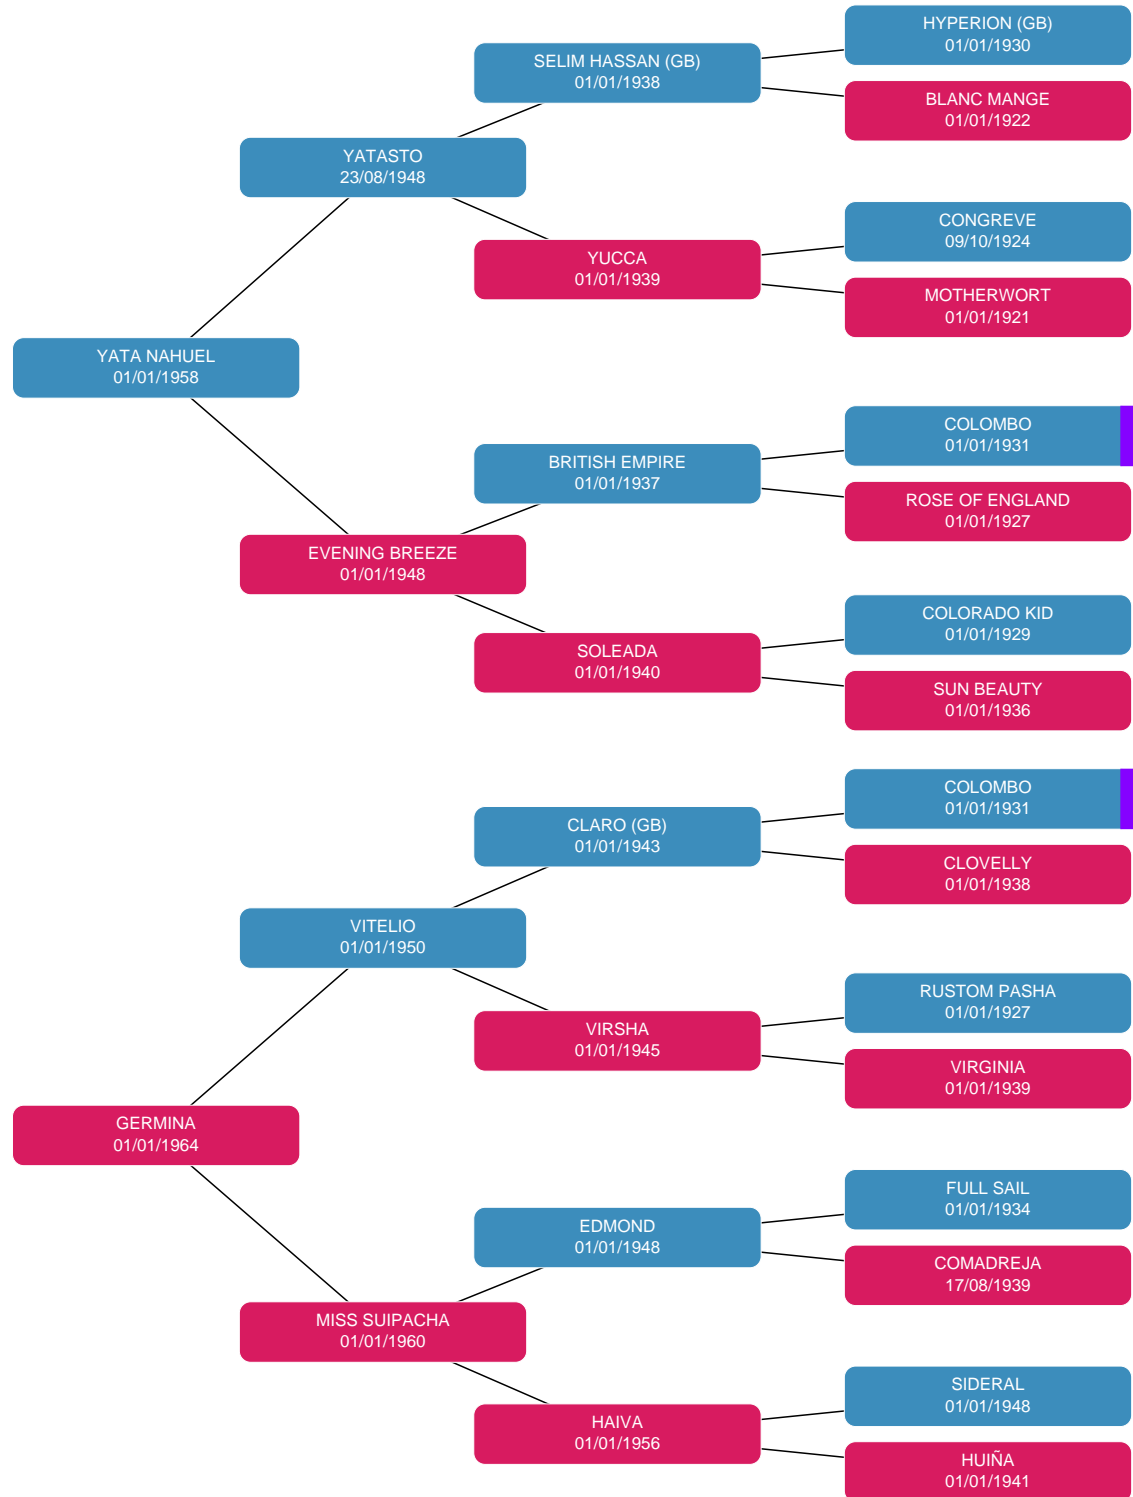 HYPERION (GB)
01/01/1930
SELIM HASSAN (GB)
01/01/1938
BLANC MANGE
01/01/1922
YATASTO
23/08/1948
CONGREVE
09/10/1924
YUCCA
01/01/1939
MOTHERWORT
01/01/1921
YATA NAHUEL
01/01/1958
COLOMBO
01/01/1931
BRITISH EMPIRE
01/01/1937
ROSE OF ENGLAND
01/01/1927
EVENING BREEZE
01/01/1948
COLORADO KID
01/01/1929
SOLEADA
01/01/1940
SUN BEAUTY
01/01/1936
COLOMBO
01/01/1931
CLARO (GB)
01/01/1943
CLOVELLY
01/01/1938
VITELIO
01/01/1950
RUSTOM PASHA
01/01/1927
VIRSHA
01/01/1945
VIRGINIA
01/01/1939
GERMINA
01/01/1964
FULL SAIL
01/01/1934
EDMOND
01/01/1948
COMADREJA
17/08/1939
MISS SUIPACHA
01/01/1960
SIDERAL
01/01/1948
HAIVA
01/01/1956
HUIÑA
01/01/1941